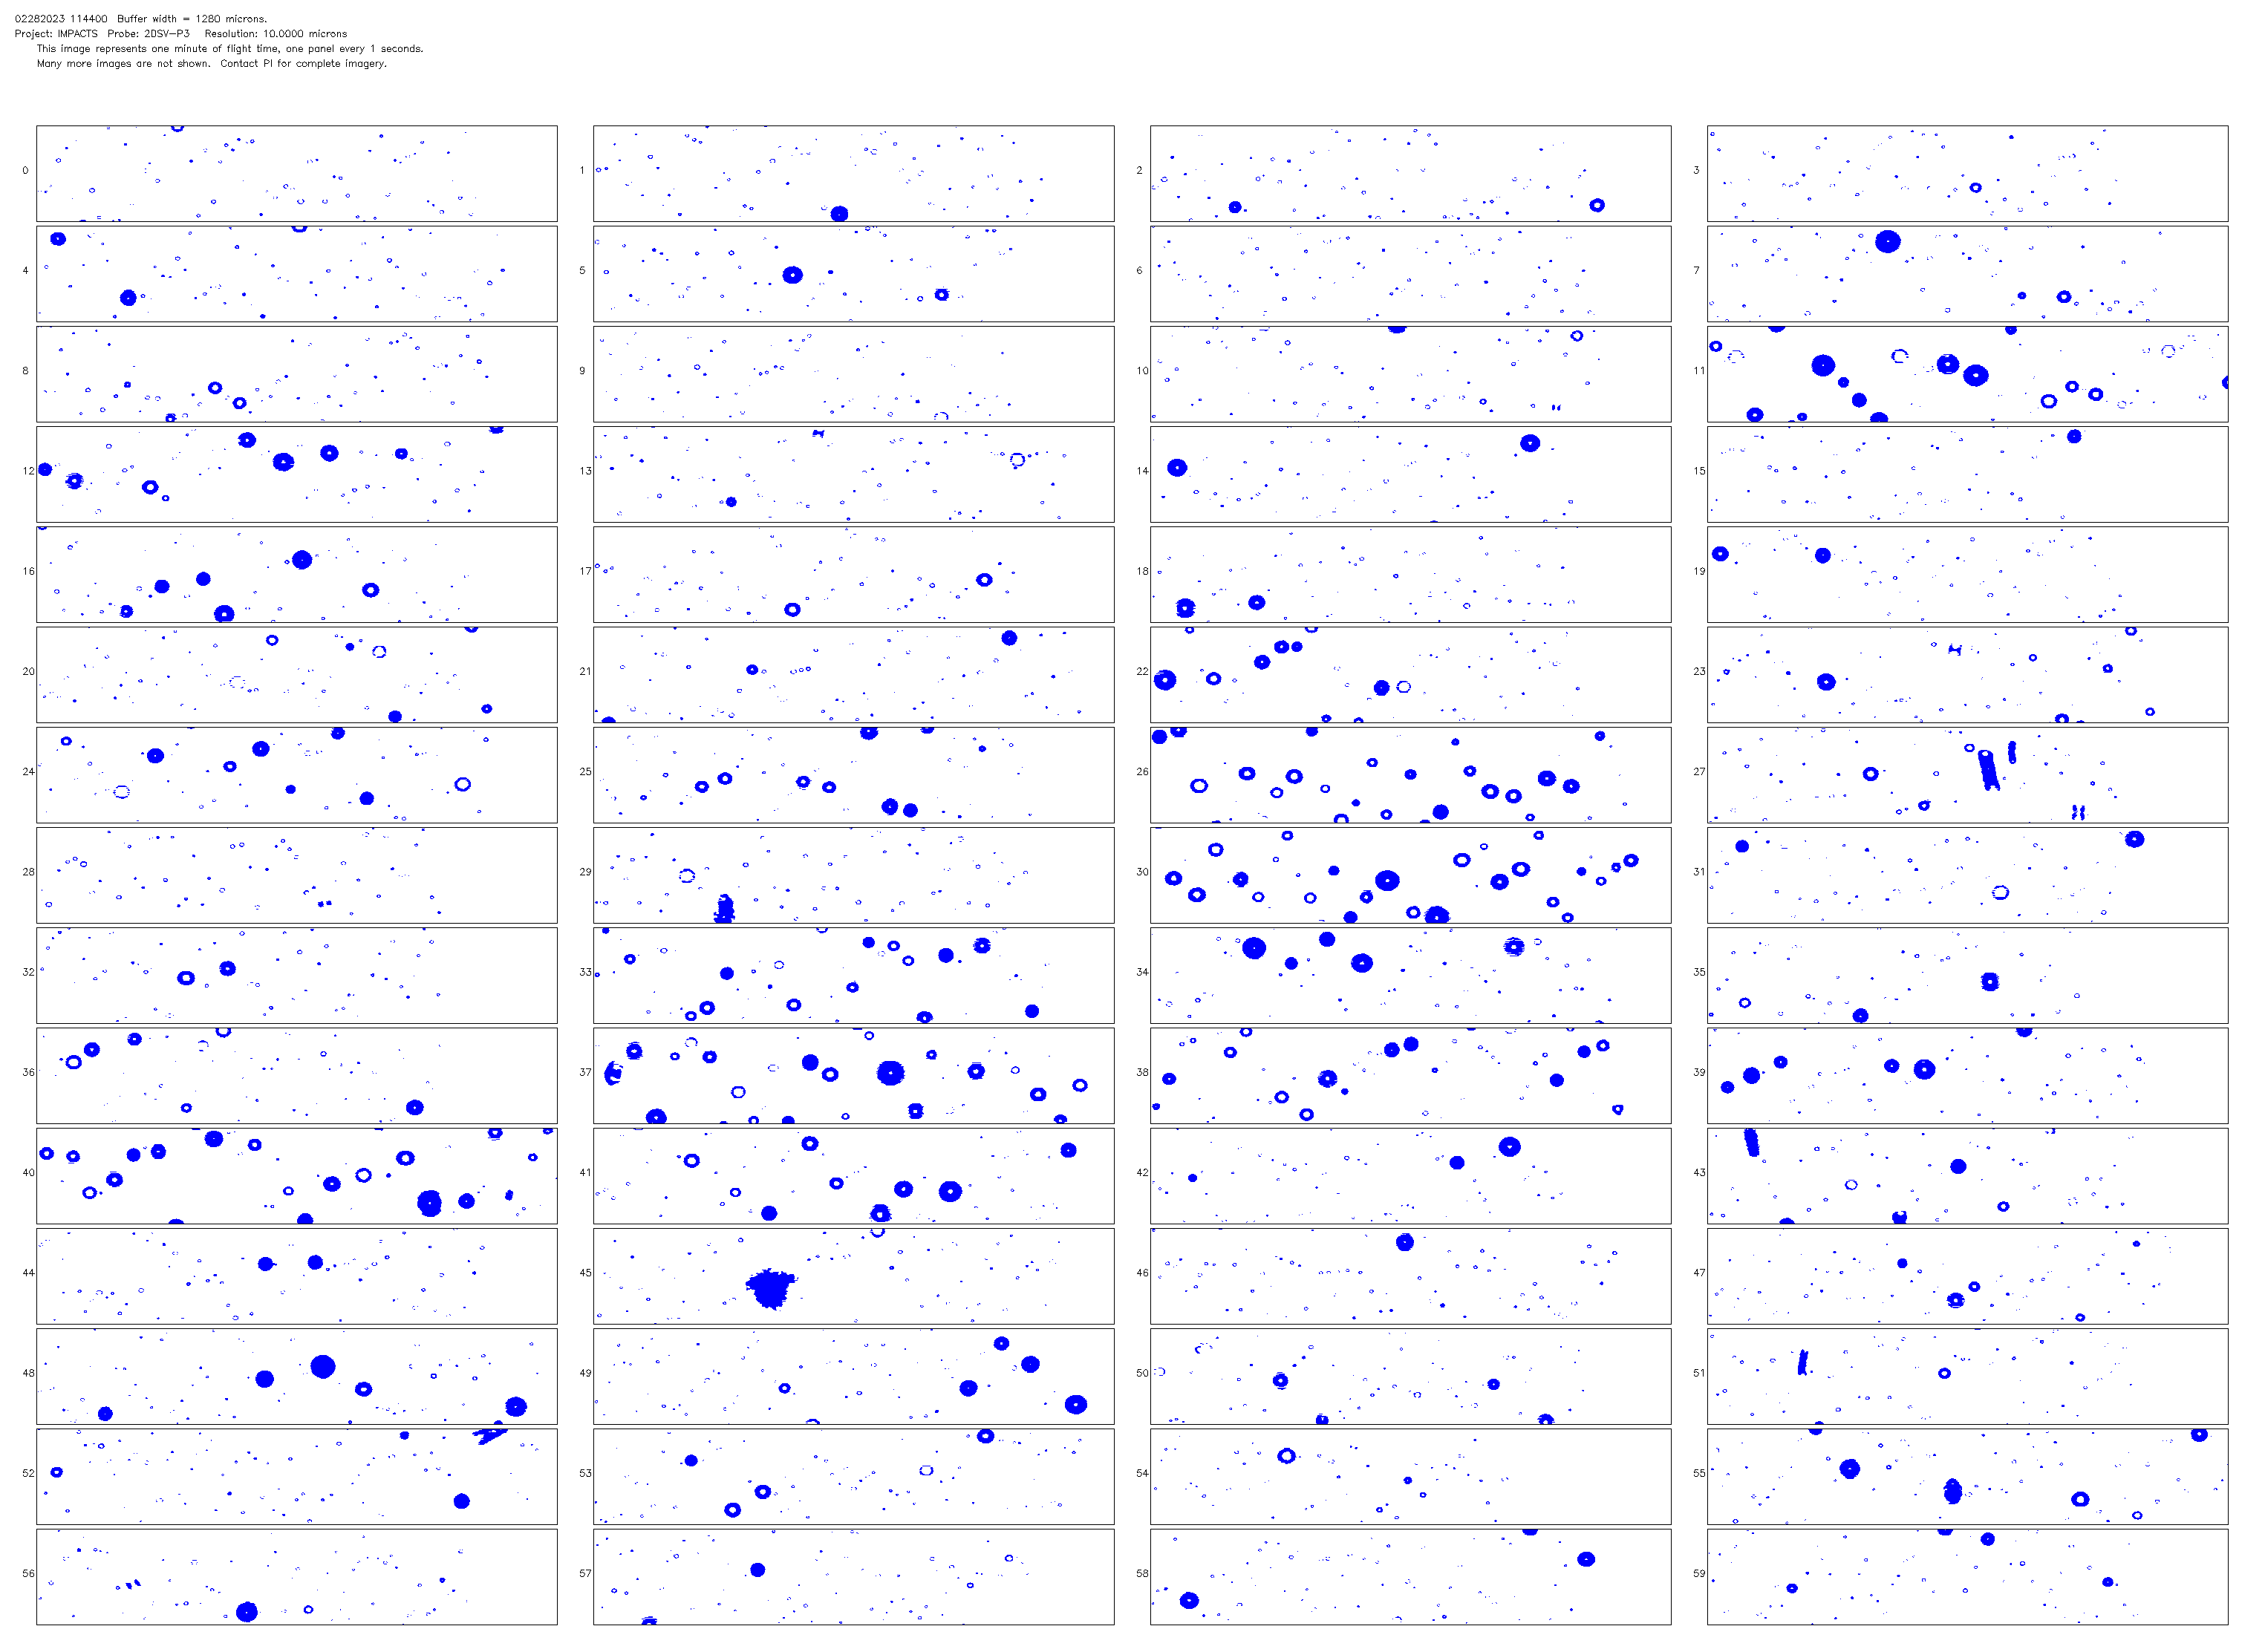 02282023 114400  Buffer width = 1280 microns.
Project: IMPACTS  Probe: 2DSV-P3   Resolution: 10.0000 microns
This image represents one minute of flight time, one panel every 1 seconds.
Many more images are not shown.  Contact PI for complete imagery.
0 1 2 3
4 5 6 7
8 9 10 11
12 13 14 15
16 17 18 19
20 21 22 23
24 25 26 27
28 29 30 31
32 33 34 35
36 37 38 39
40 41 42 43
44 45 46 47
48 49 50 51
52 53 54 55
56 57 58 59